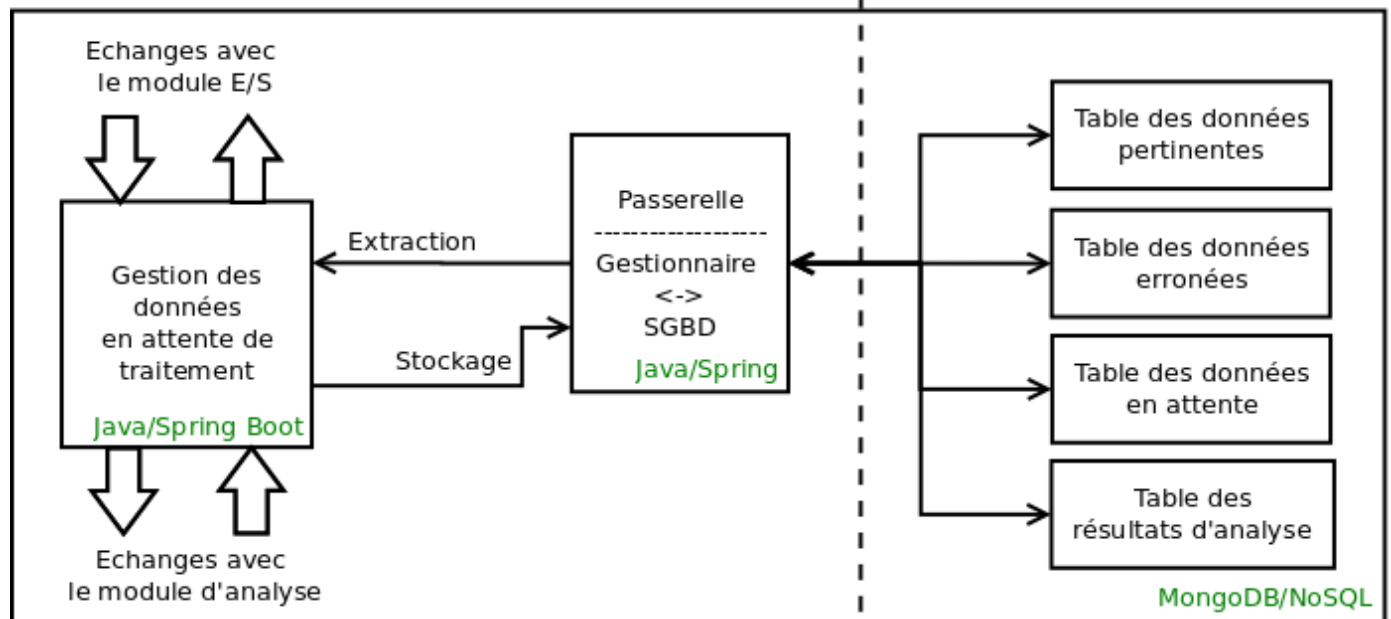 Echanges avec
le module E/S
Gestion des
données
en attente de
traitement
Java/Spring Boot
Echanges avec
le module d'analyse
Extraction
Stockage
Passerelle
-------------------
Gestionnaire
<->
SGBD
Java/Spring
Table des données
pertinentes
Table des données
erronées
Table des données
en attente
Table des
résultats d'analyse
MongoDB/NoSQL